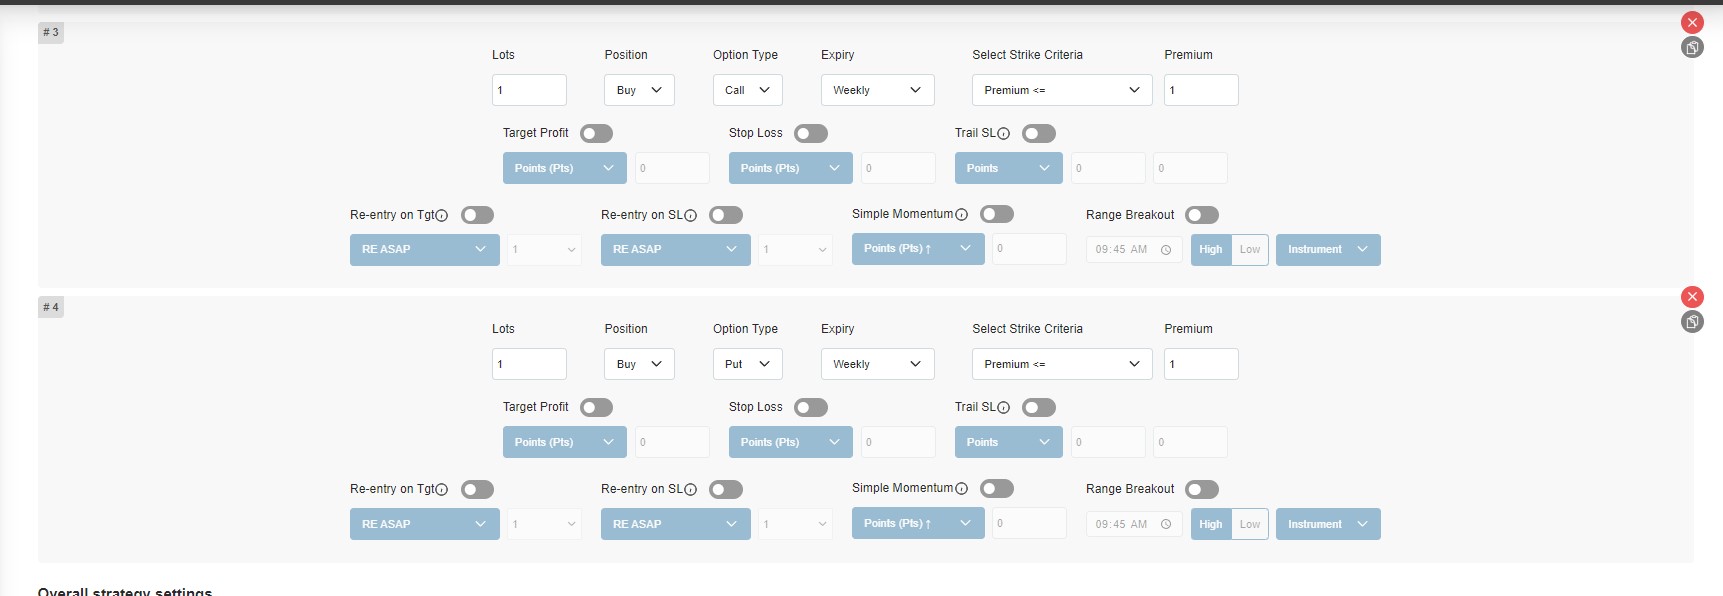 # 3
Lots Position Option Type Expiry Select Strike Criteria Premium
1 Buy Call Weekly Premium <= 1
Target Profit Stop Loss Trail SL
Points (Pts) 0 Points (Pts) 0 Points 0 0
Re-entry on Tgt Re-entry on SL Simple Momentum Range Breakout
RE ASAP 1 RE ASAP 1 Points (Pts) ↑ 0 09:45 AM High Low Instrument
# 4
Lots Position Option Type Expiry Select Strike Criteria Premium
1 Buy Put Weekly Premium <= 1
Target Profit Stop Loss Trail SL
Points (Pts) 0 Points (Pts) 0 Points 0 0
Re-entry on Tgt Re-entry on SL Simple Momentum Range Breakout
RE ASAP 1 RE ASAP 1 Points (Pts) ↑ 0 09:45 AM High Low Instrument
Overall strategy settings